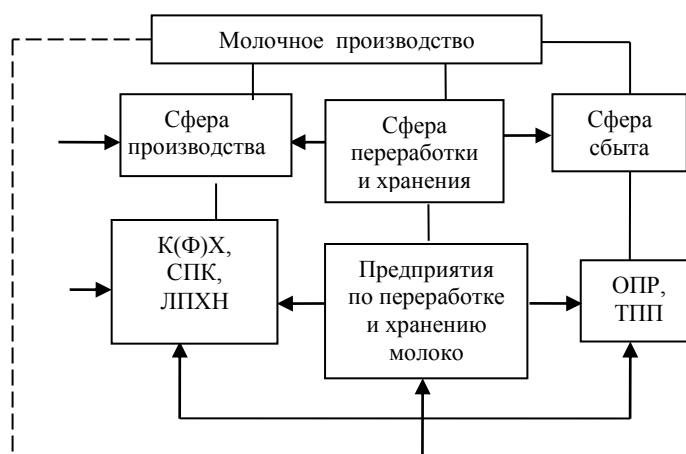 Молочное производство
Сфера
производства
Сфера
переработки
и хранения
Сфера
сбыта
К(Ф)Х,
СПК,
ЛПХН
Предприятия
по переработке
и хранению
молоко
ОПР,
ТПП